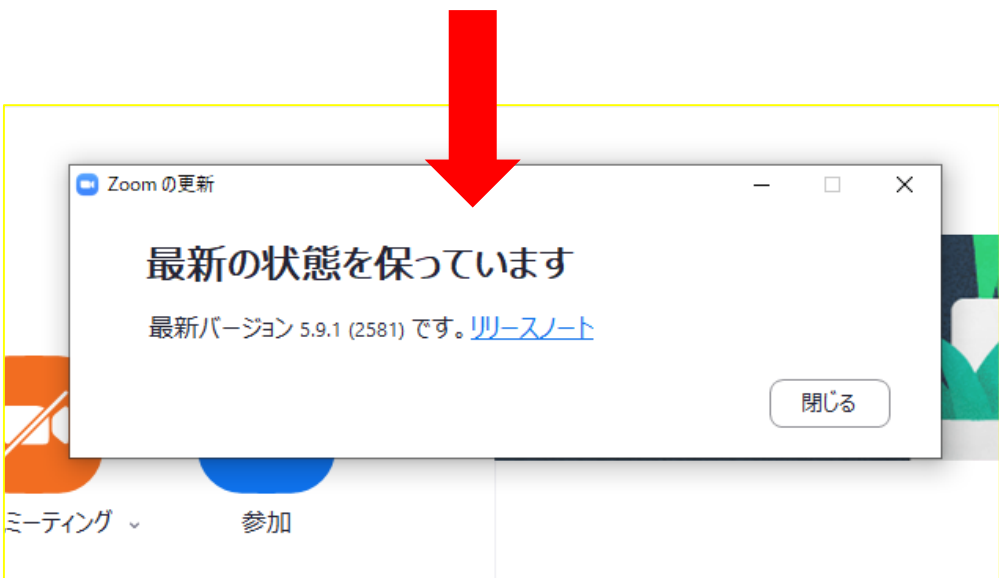 Zoom の更新
最新の状態を保っています
最新バージョン 5.9.1 (2581) です。リリースノート
閉じる
ミーティング
参加